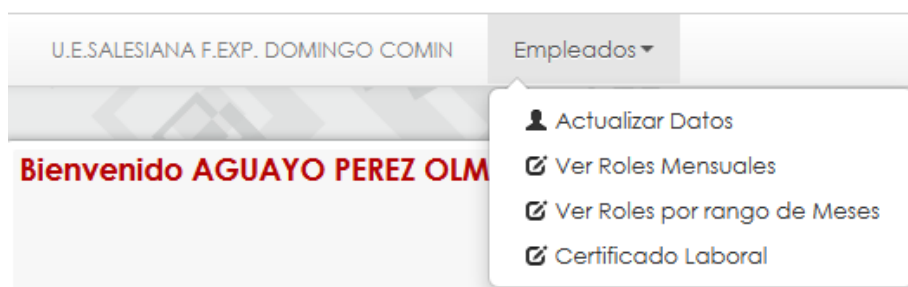 U.E.SALESIANA F.EXP. DOMINGO COMIN
Empleados
Actualizar Datos
Ver Roles Mensuales
Ver Roles por rango de Meses
Certificado Laboral
Bienvenido AGUAYO PEREZ OLM